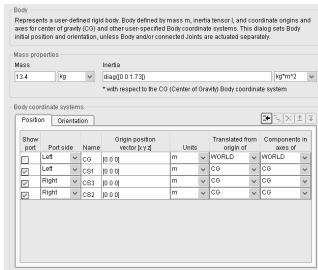 Body
Represents a user-defined rigid body. Body defined by mass m, inertia tensor I, and coordinate origins and
axes for center of gravity (CG) and other user-specified Body coordinate systems. This dialog sets Body
initial position and orientation, unless Body and/or connected Joints are actuated separately.
Mass properties
Mass Inertia
13.4 kg diag([0 0 1.73]) kg*m^2
* with respect to the CG (Center of Gravity) Body coordinate system
Body coordinate systems
Position Orientation
Show port Port side Name Origin position vector [x y z] Units Translated from origin of Components in axes of
Left CG [0 0 0] m WORLD WORLD
Left CS1 [0 0 0] m CG CG
Right CS3 [0 0 0] m CG CG
Right CS2 [0 0 0] m CG CG